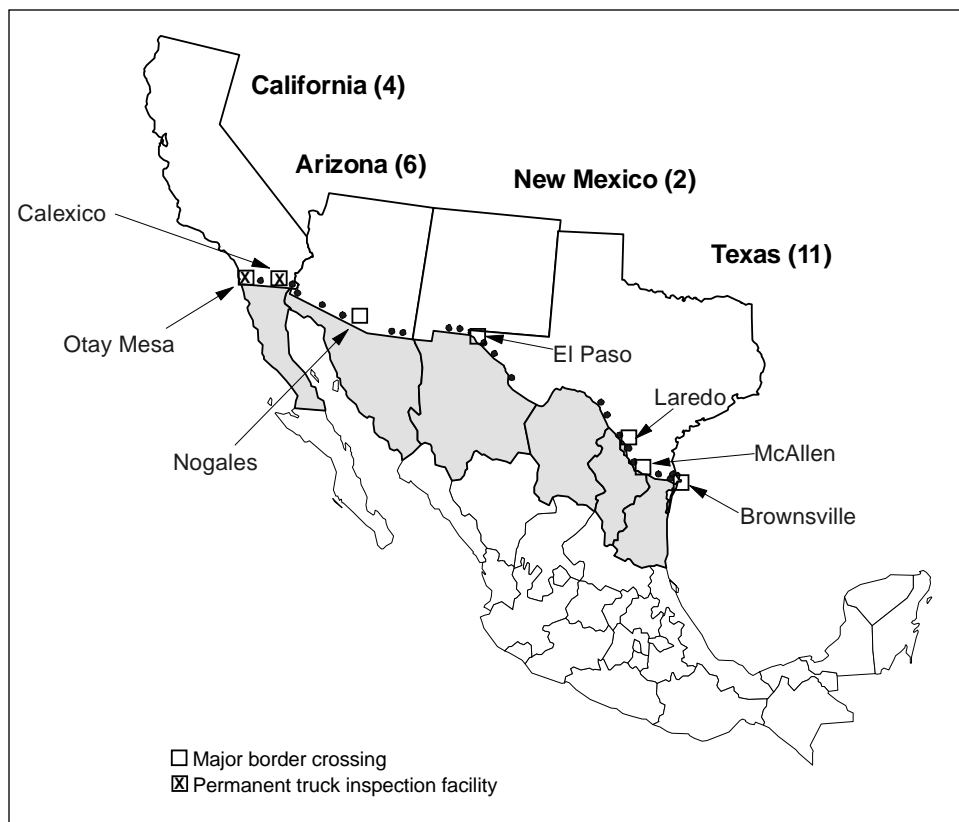 California (4)
Arizona (6)
New Mexico (2)
Calexico
Texas (11)
Otay Mesa
El Paso
Laredo
Nogales
McAllen
Brownsville
Major border crossing
X Permanent truck inspection facility